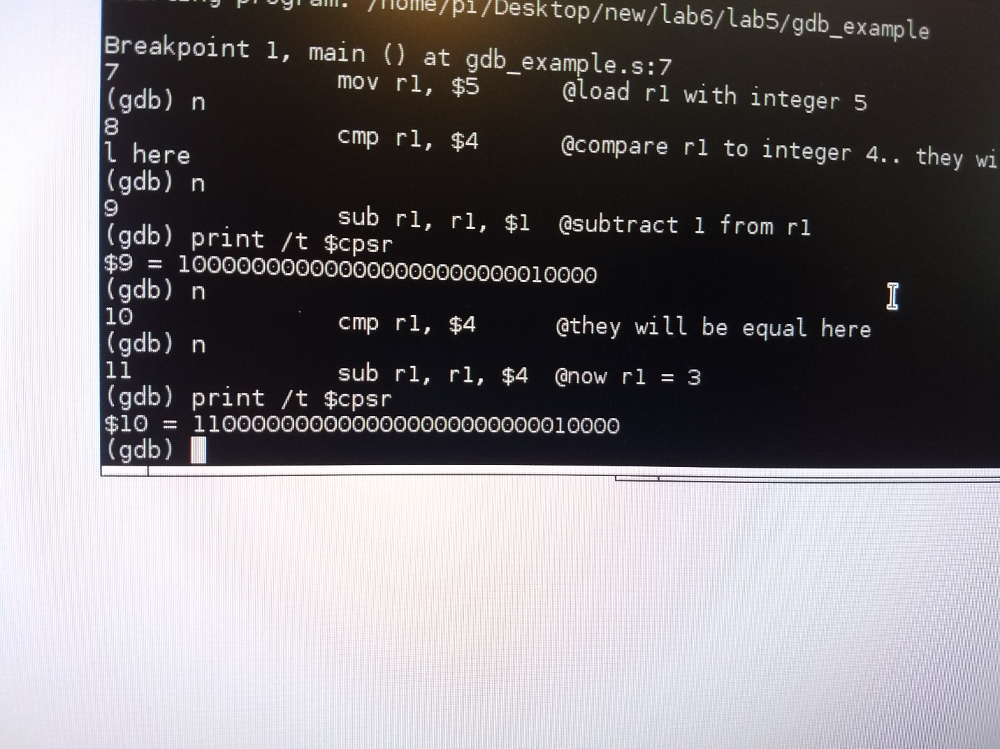 program: /home/pi/Desktop/new/lab6/lab5/gdb_example
Breakpoint 1, main () at gdb_example.s:7
7 mov r1, $5 @load r1 with integer 5
(gdb) n
8 cmp r1, $4 @compare r1 to integer 4.. they wi
l here
(gdb) n
9 sub r1, r1, $1 @subtract 1 from r1
(gdb) print /t $cpsr
$9 = 100000000000000000000000010000
(gdb) n
10 cmp r1, $4 @they will be equal here
(gdb) n
11 sub r1, r1, $4 @now r1 = 3
(gdb) print /t $cpsr
$10 = 1100000000000000000000000010000
(gdb)